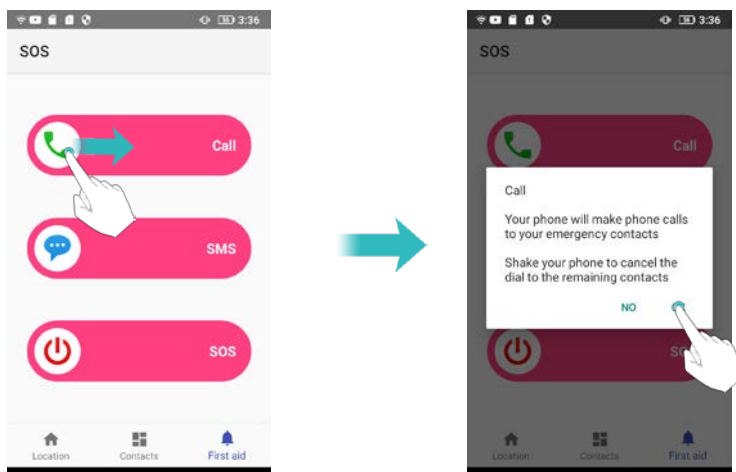 3:36
SOS
Call
SMS
SOS
Location
Contacts
First aid
3:36
SOS
Call
Call
Your phone will make phone calls
to your emergency contacts
Shake your phone to cancel the
dial to the remaining contacts
NO
Location
Contacts
First aid